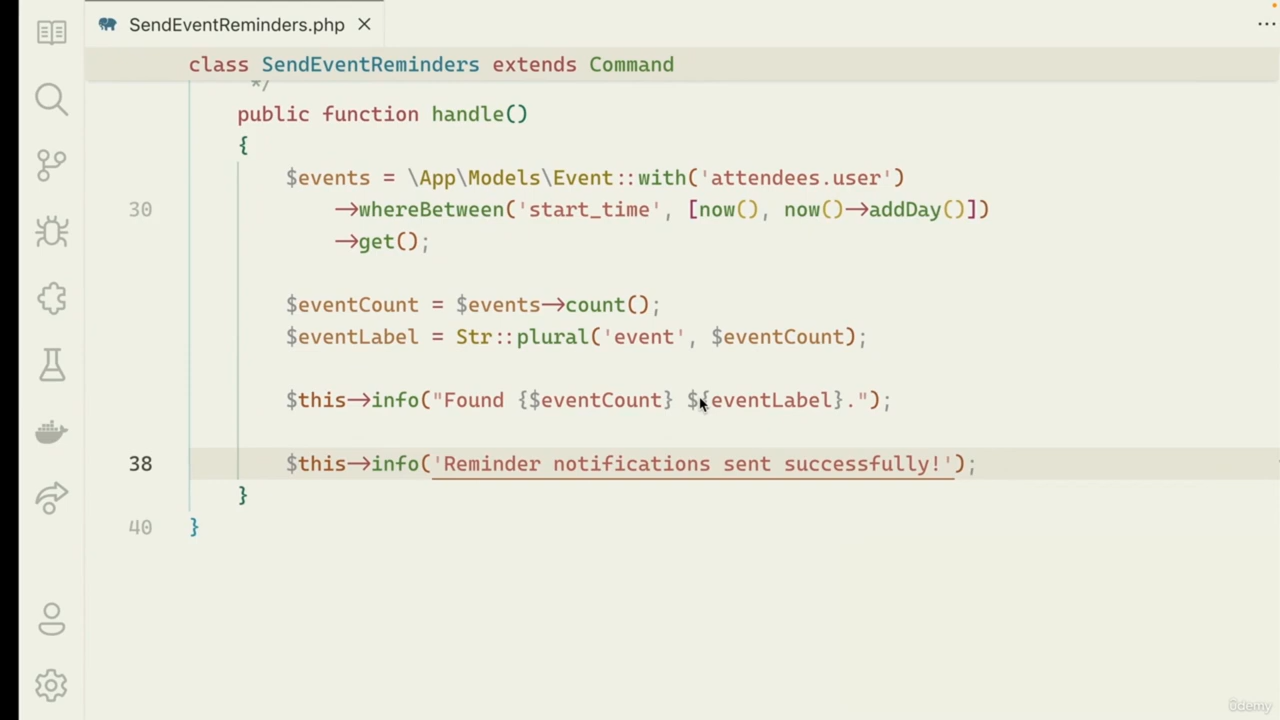 SendEventReminders.php
class SendEventReminders extends Command
*/
public function handle()
{
$events = \App\Models\Event::with('attendees.user')
30 ->whereBetween('start_time', [now(), now()->addDay()])
->get();
$eventCount = $events->count();
$eventLabel = Str::plural('event', $eventCount);
$this->info("Found {$eventCount} ${eventLabel}.");
38 $this->info('Reminder notifications sent successfully!');
}
40 }
ûdemy